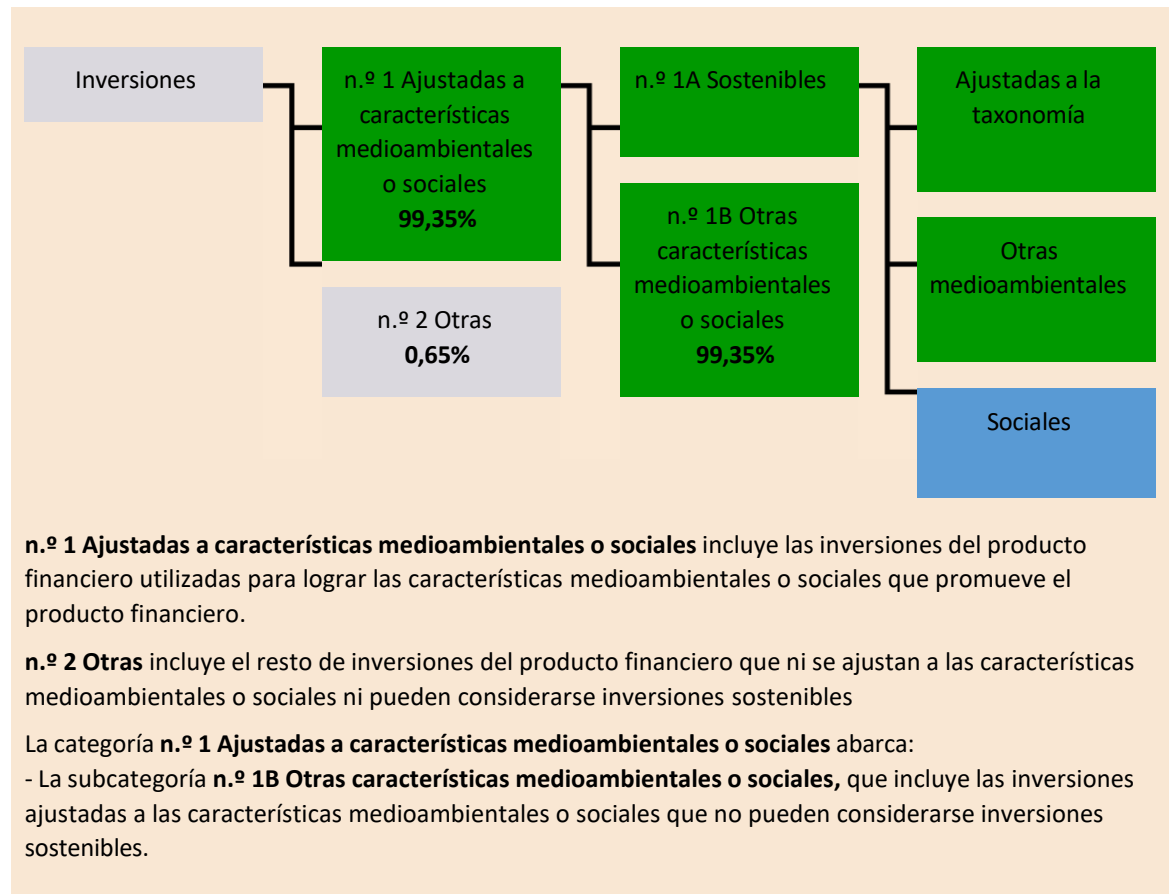 Inversiones
n.º 1 Ajustadas a
características
medioambientales
o sociales
99,35%
n.º 2 Otras
0,65%
n.º 1A Sostenibles
n.º 1B Otras
características
medioambientales
o sociales
99,35%
Ajustadas a la
taxonomía
Otras
medioambientales
Sociales
n.º 1 Ajustadas a características medioambientales o sociales incluye las inversiones del producto
financiero utilizadas para lograr las características medioambientales o sociales que promueve el
producto financiero.
n.º 2 Otras incluye el resto de inversiones del producto financiero que ni se ajustan a las características
medioambientales o sociales ni pueden considerarse inversiones sostenibles
La categoría n.º 1 Ajustadas a características medioambientales o sociales abarca:
- La subcategoría n.º 1B Otras características medioambientales o sociales, que incluye las inversiones
ajustadas a las características medioambientales o sociales que no pueden considerarse inversiones
sostenibles.